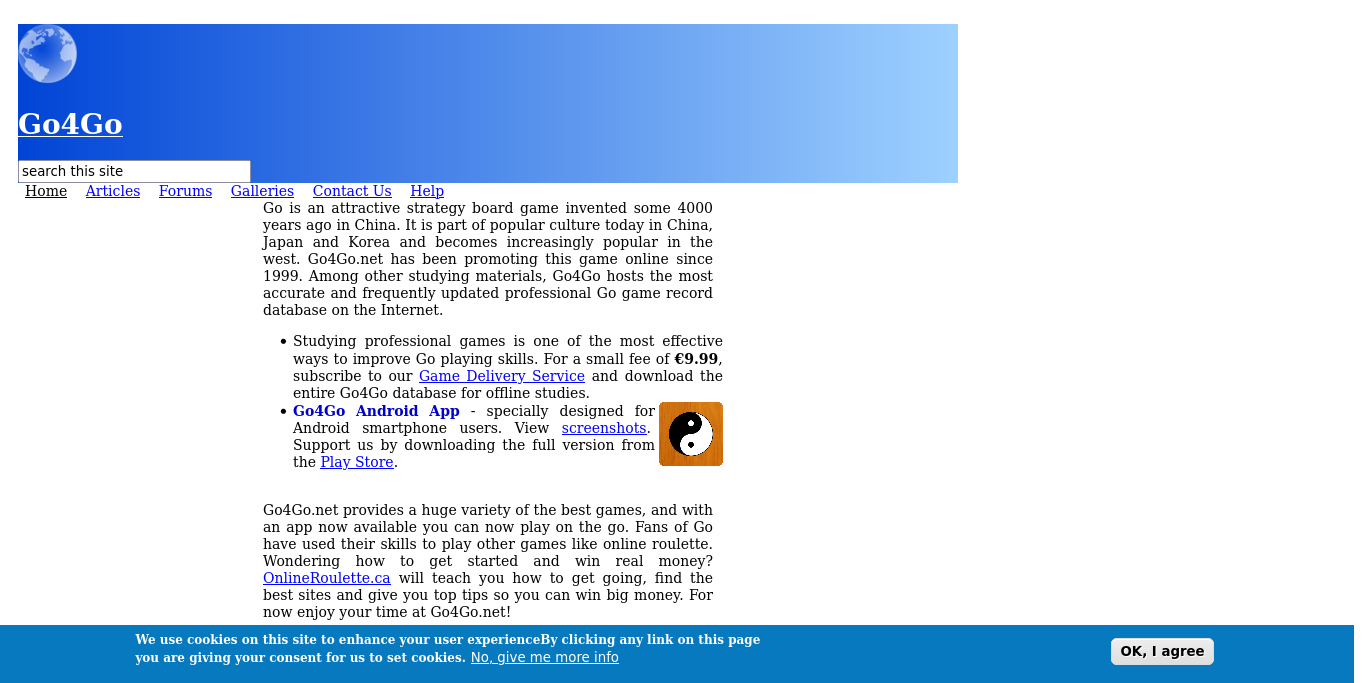 Go4Go
search this site
Home Articles Forums Galleries Contact Us Help
Go is an attractive strategy board game invented some 4000
years ago in China. It is part of popular culture today in China,
Japan and Korea and becomes increasingly popular in the
west. Go4Go.net has been promoting this game online since
1999. Among other studying materials, Go4Go hosts the most
accurate and frequently updated professional Go game record
database on the Internet.
• Studying professional games is one of the most effective
ways to improve Go playing skills. For a small fee of €9.99,
subscribe to our Game Delivery Service and download the
entire Go4Go database for offline studies.
• Go4Go Android App - specially designed for
Android smartphone users. View screenshots.
Support us by downloading the full version from
the Play Store.
Go4Go.net provides a huge variety of the best games, and with
an app now available you can now play on the go. Fans of Go
have used their skills to play other games like online roulette.
Wondering how to get started and win real money?
OnlineRoulette.ca will teach you how to get going, find the
best sites and give you top tips so you can win big money. For
now enjoy your time at Go4Go.net!
We use cookies on this site to enhance your user experienceBy clicking any link on this page
you are giving your consent for us to set cookies. No, give me more info
OK, I agree